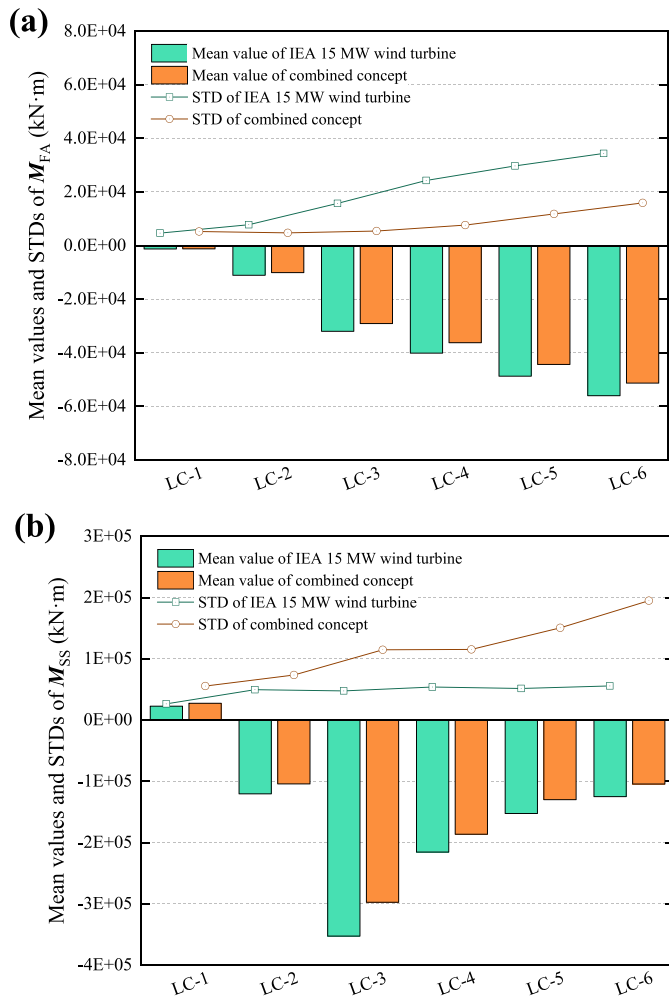 (a)
8.0E+04
6.0E+04
4.0E+04
2.0E+04
0.0E+00
-2.0E+04
-4.0E+04
-6.0E+04
-8.0E+04
Mean values and STDs of M_FA (kN·m)
Mean value of IEA 15 MW wind turbine
Mean value of combined concept
STD of IEA 15 MW wind turbine
STD of combined concept
LC-1 LC-2 LC-3 LC-4 LC-5 LC-6
(b)
3E+05
2E+05
1E+05
0E+00
-1E+05
-2E+05
-3E+05
-4E+05
Mean values and STDs of M_SS (kN·m)
Mean value of IEA 15 MW wind turbine
Mean value of combined concept
STD of IEA 15 MW wind turbine
STD of combined concept
LC-1 LC-2 LC-3 LC-4 LC-5 LC-6